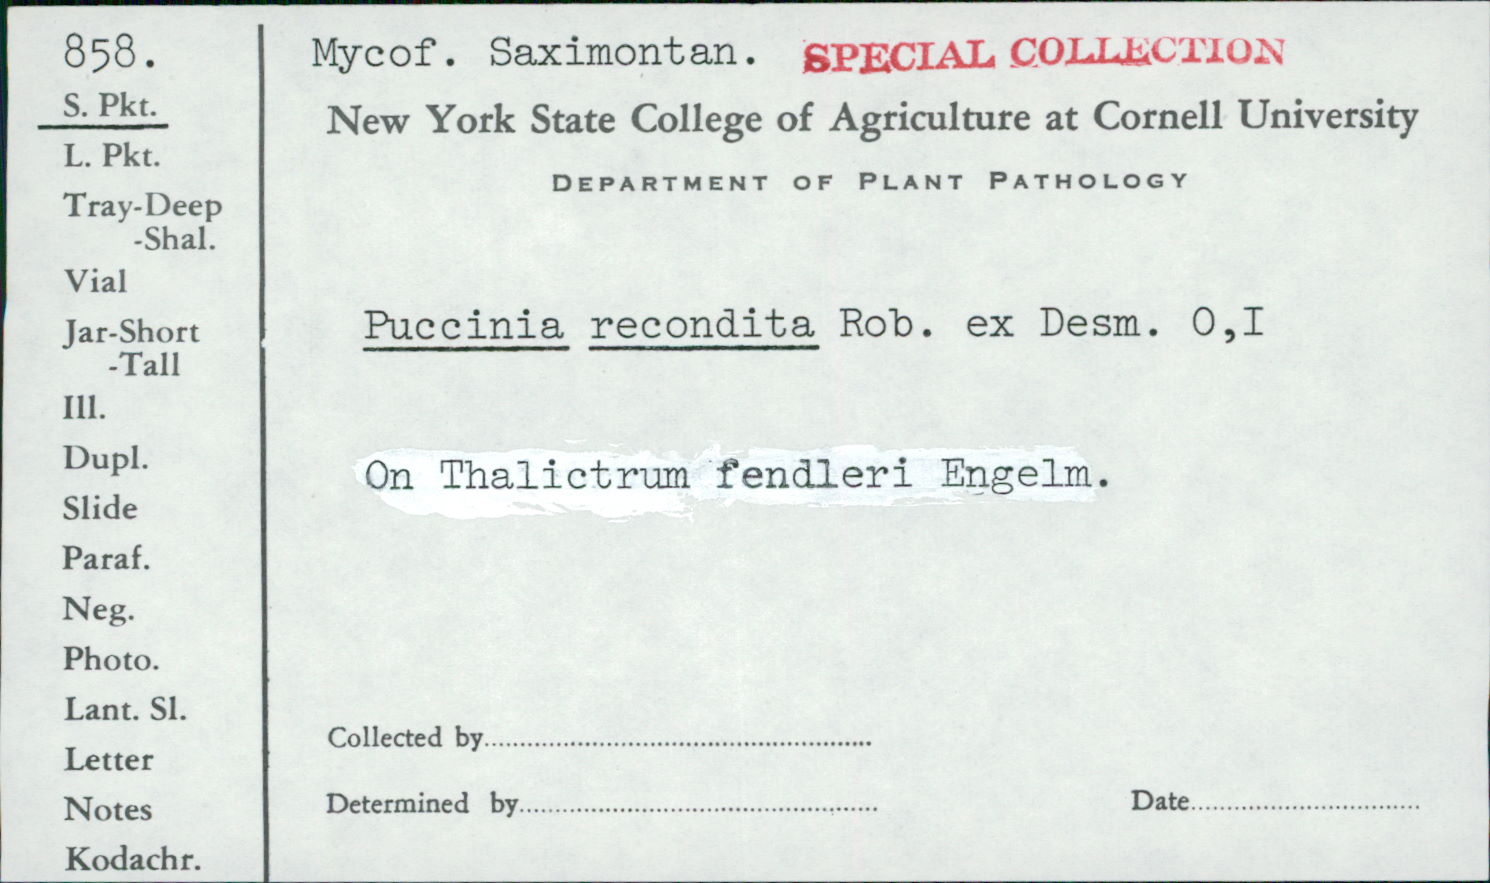 858.
S. Pkt.
L. Pkt.
Tray-Deep
-Shal.
Vial
Jar-Short
-Tall
Ill.
Dupl.
Slide
Paraf.
Neg.
Photo.
Lant. Sl.
Letter
Notes
Kodachr.
Mycof. Saximontan. SPECIAL COLLECTION
New York State College of Agriculture at Cornell University
DEPARTMENT OF PLANT PATHOLOGY
Puccinia recondita Rob. ex Desm. O,I
On Thalictrum fendleri Engelm.
Collected by
Determined by
Date